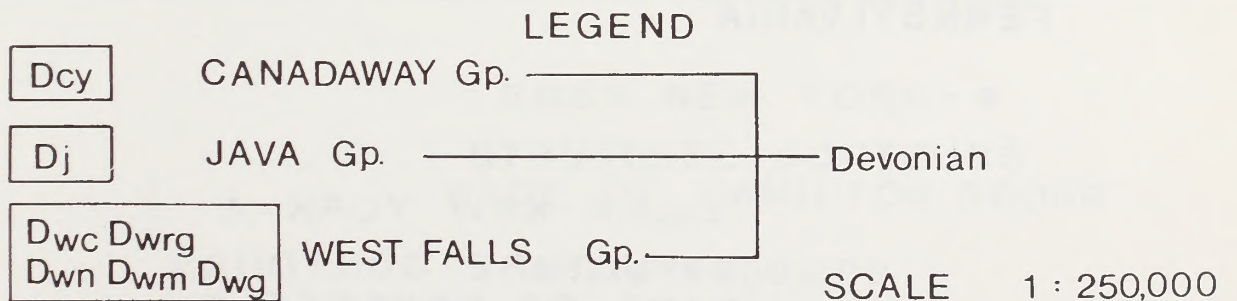 LEGEND
Dcy CANADAWAY Gp.
Dj JAVA Gp. Devonian
Dwc Dwrg
Dwn Dwm Dwg
WEST FALLS Gp.
SCALE 1 : 250,000